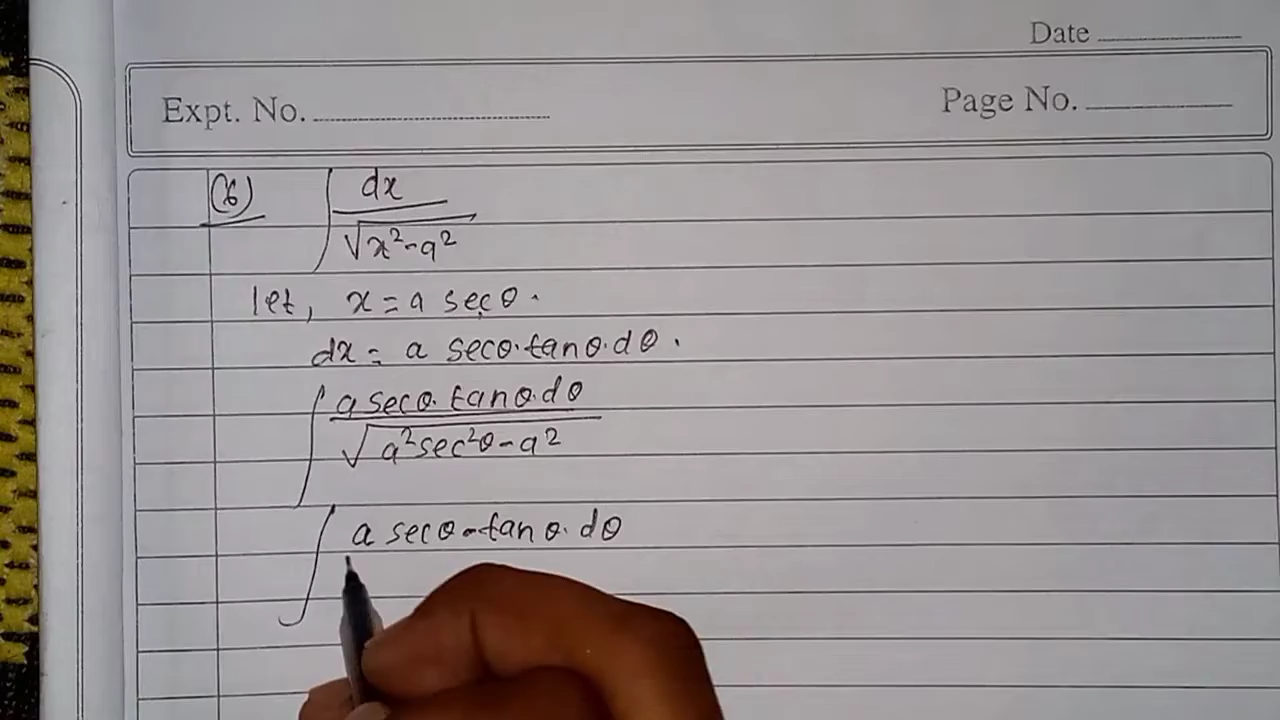 Date
Expt. No.
Page No.
(6) ∫ dx / √x²-a²
let, x = a secθ.
dx = a secθ.tanθ.dθ.
∫ a secθ.tanθ.dθ / √a²sec²θ-a²
∫ a secθ.tanθ.dθ